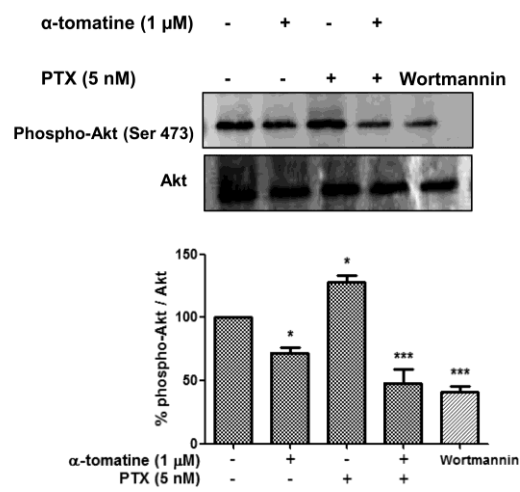 α-tomatine (1 µM) - + - +
PTX (5 nM) - - + + Wortmannin
Phospho-Akt (Ser 473)
Akt
150
*
100
*
***
***
50
0
% phospho-Akt / Akt
α-tomatine (1 µM) - + - + Wortmannin
PTX (5 nM) - - + +